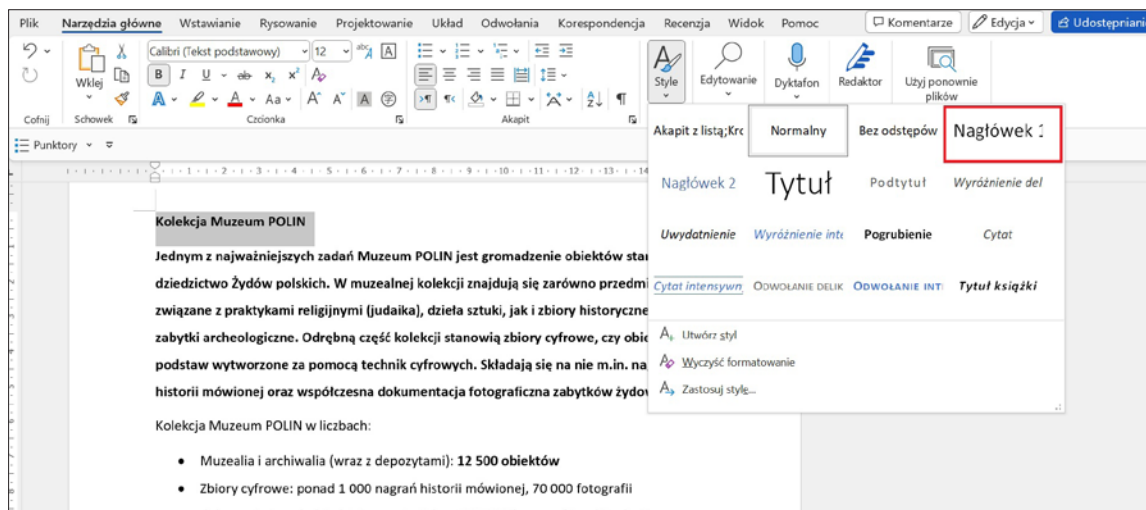 Plik Narzędzia główne Wstawianie Rysowanie Projektowanie Układ Odwołania Korespondencja Recenzja Widok Pomoc Komentarze Edycja Udostępniani
Calibri (Tekst podstawowy) 12
Wklej
Style Edytowanie Dyktafon Redaktor Użyj ponownie plików
Cofnij Schowek Czcionka Akapit
Punktory
Akapit z listą;Krc Normalny Bez odstępów Nagłówek 1
Nagłówek 2 Tytuł Podtytuł Wyróżnienie del
Uwydatnienie Wyróżnienie inte Pogrubienie Cytat
Cytat intensywn Odwołanie delik Odwołanie int Tytuł książki
Utwórz styl
Wyczyść formatowanie
Zastosuj style...
Kolekcja Muzeum POLIN
Jednym z najważniejszych zadań Muzeum POLIN jest gromadzenie obiektów stan
dziedzictwo Żydów polskich. W muzealnej kolekcji znajdują się zarówno przedmi
związane z praktykami religijnymi (judaika), dzieła sztuki, jak i zbiory historyczne
zabytki archeologiczne. Odrębną część kolekcji stanowią zbiory cyfrowe, czy obie
podstaw wytworzone za pomocą technik cyfrowych. Składają się na nie m.in. na
historii mówionej oraz współczesna dokumentacja fotograficzna zabytków żydov
Kolekcja Muzeum POLIN w liczbach:
• Muzealia i archiwalia (wraz z depozytami): 12 500 obiektów
• Zbiory cyfrowe: ponad 1 000 nagrań historii mówionej, 70 000 fotografii